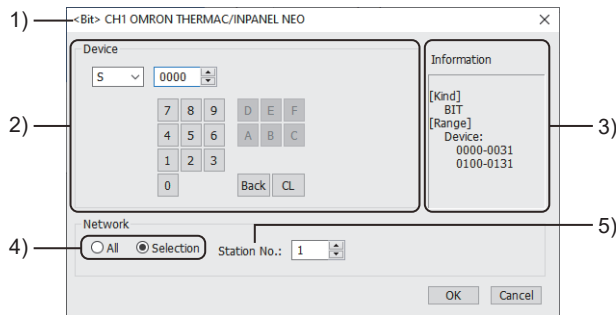 1)
<Bit> CH1 OMRON THERMAC/INPANEL NEO
Device
S 0000
7 8 9 D E F
4 5 6 A B C
1 2 3
0 Back CL
2)
Information
[Kind]
BIT
[Range]
Device:
0000-0031
0100-0131
3)
Network
4)
All Selection Station No.: 1
5)
OK Cancel